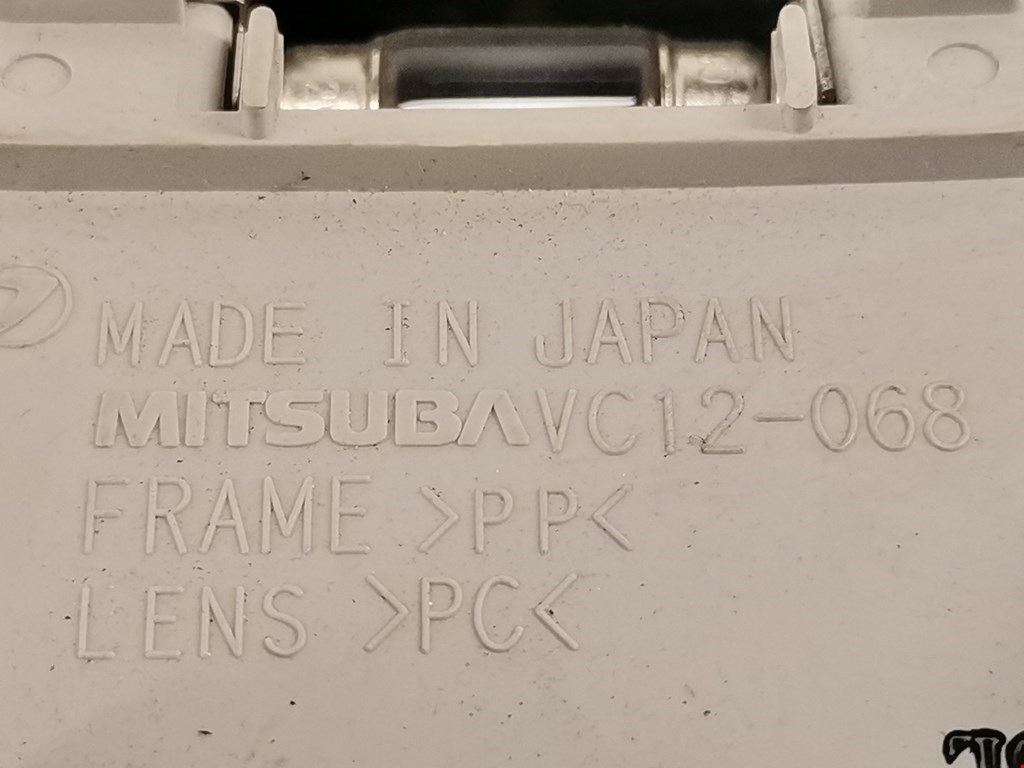 MADE IN JAPAN
MITSUBA VC12-068
FRAME >PP<
LENS >PC<